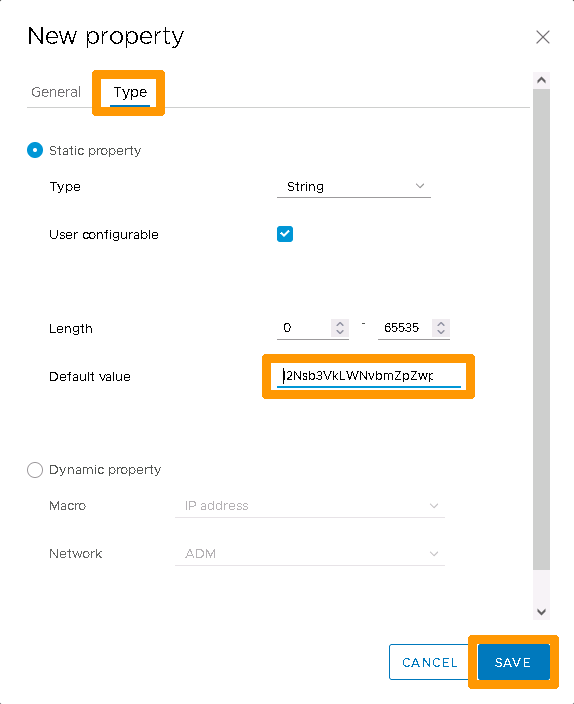 New property
General Type
Static property
Type String
User configurable
Length 0 - 65535
Default value I2Nsb3VkLWNvbmZpZwp
Dynamic property
Macro IP address
Network ADM
CANCEL SAVE